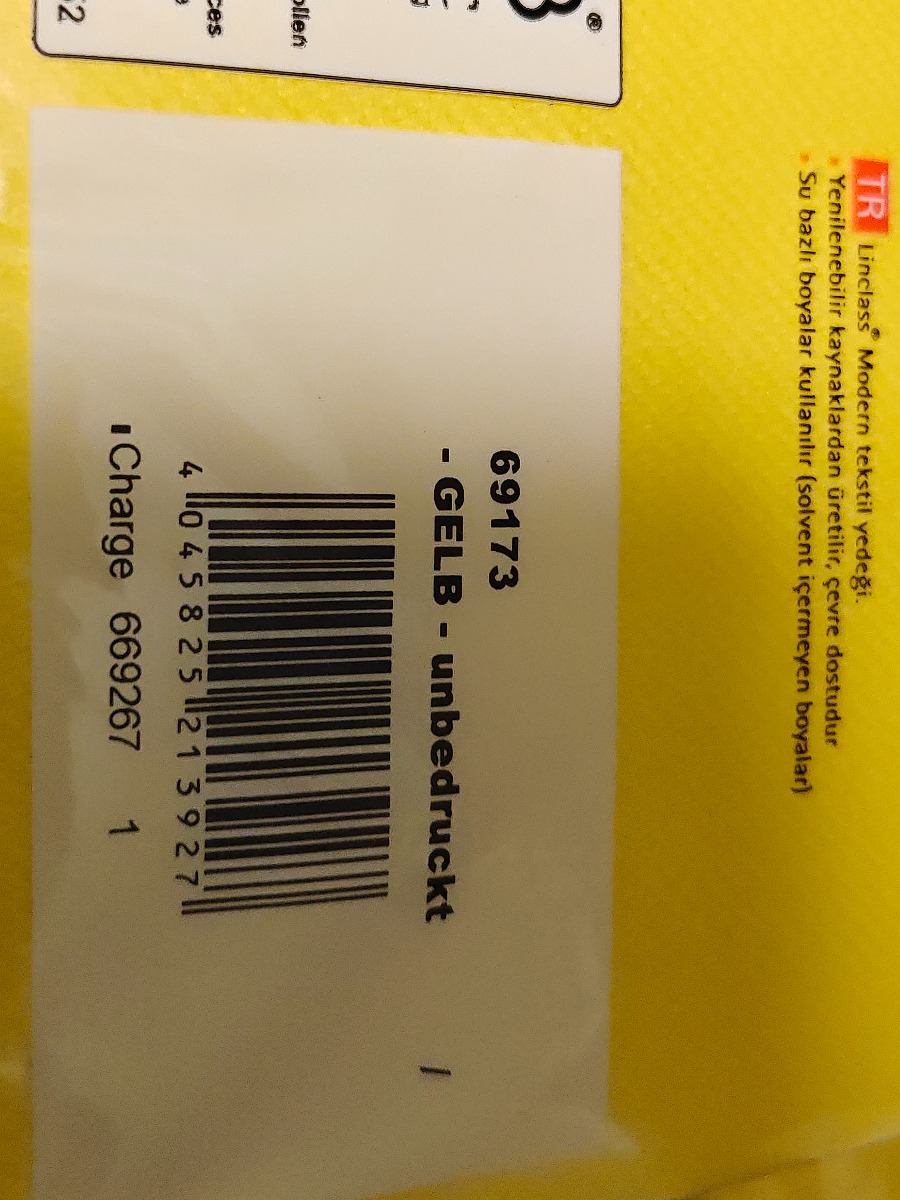 TR Linclass® Modern tekstil yedeği.
• Yenilenebilir kaynaklardan üretilir, çevre dostudur
• Su bazlı boyalar kullanılır (solvent içermeyen boyalar)
®
69173
- GELB - unbedruckt /
4 045825 213927
Charge 669267 1